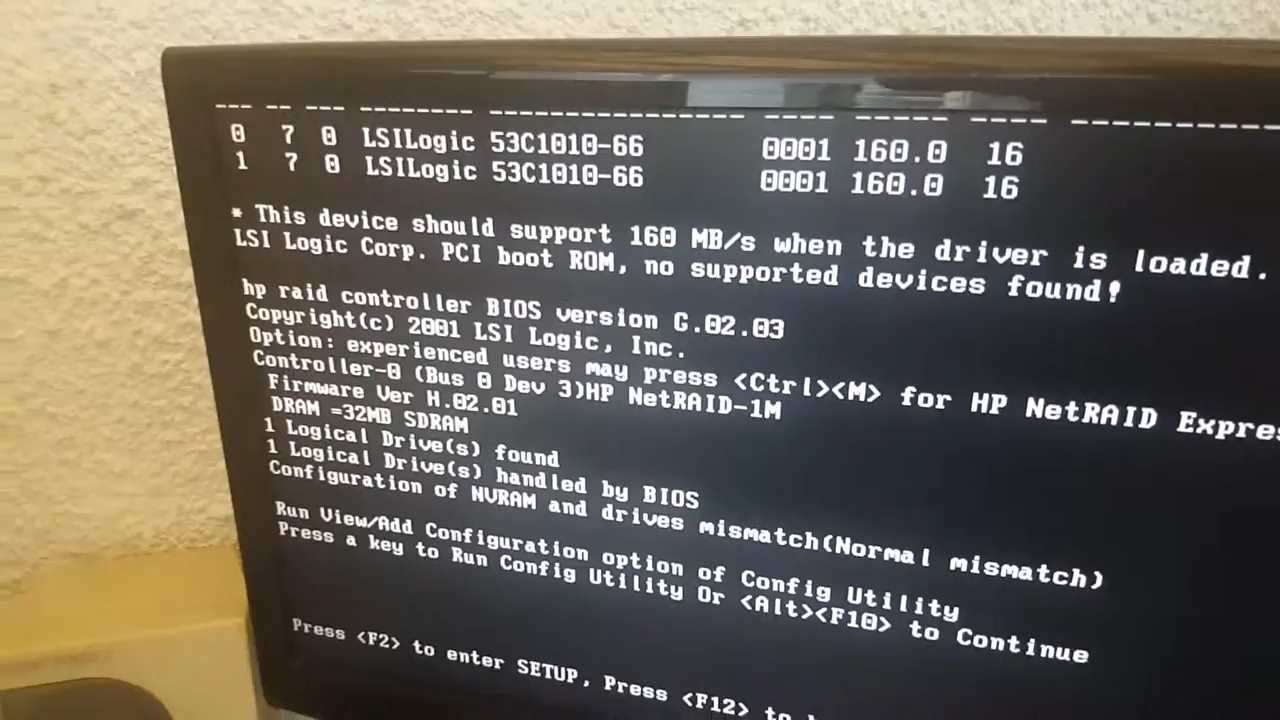 --- -- --- -------- ------------------ ---- ----- ---- ----------
0 7 0 LSILogic 53C1010-66 0001 160.0 16
1 7 0 LSILogic 53C1010-66 0001 160.0 16
* This device should support 160 MB/s when the driver is loaded.
LSI Logic Corp. PCI boot ROM, no supported devices found!
hp raid controller BIOS version G.02.03
Copyright(c) 2001 LSI Logic, Inc.
Option: experienced users may press <Ctrl><M> for HP NetRAID Expre
Controller-0 (Bus 0 Dev 3)HP NetRAID-1M
Firmware Ver H.02.01
DRAM =32MB SDRAM
1 Logical Drive(s) found
1 Logical Drive(s) handled by BIOS
Configuration of NVRAM and drives mismatch(Normal mismatch)
Run View/Add Configuration option of Config Utility
Press a key to Run Config Utility Or <Alt><F10> to Continue
Press <F2> to enter SETUP, Press <F12> to